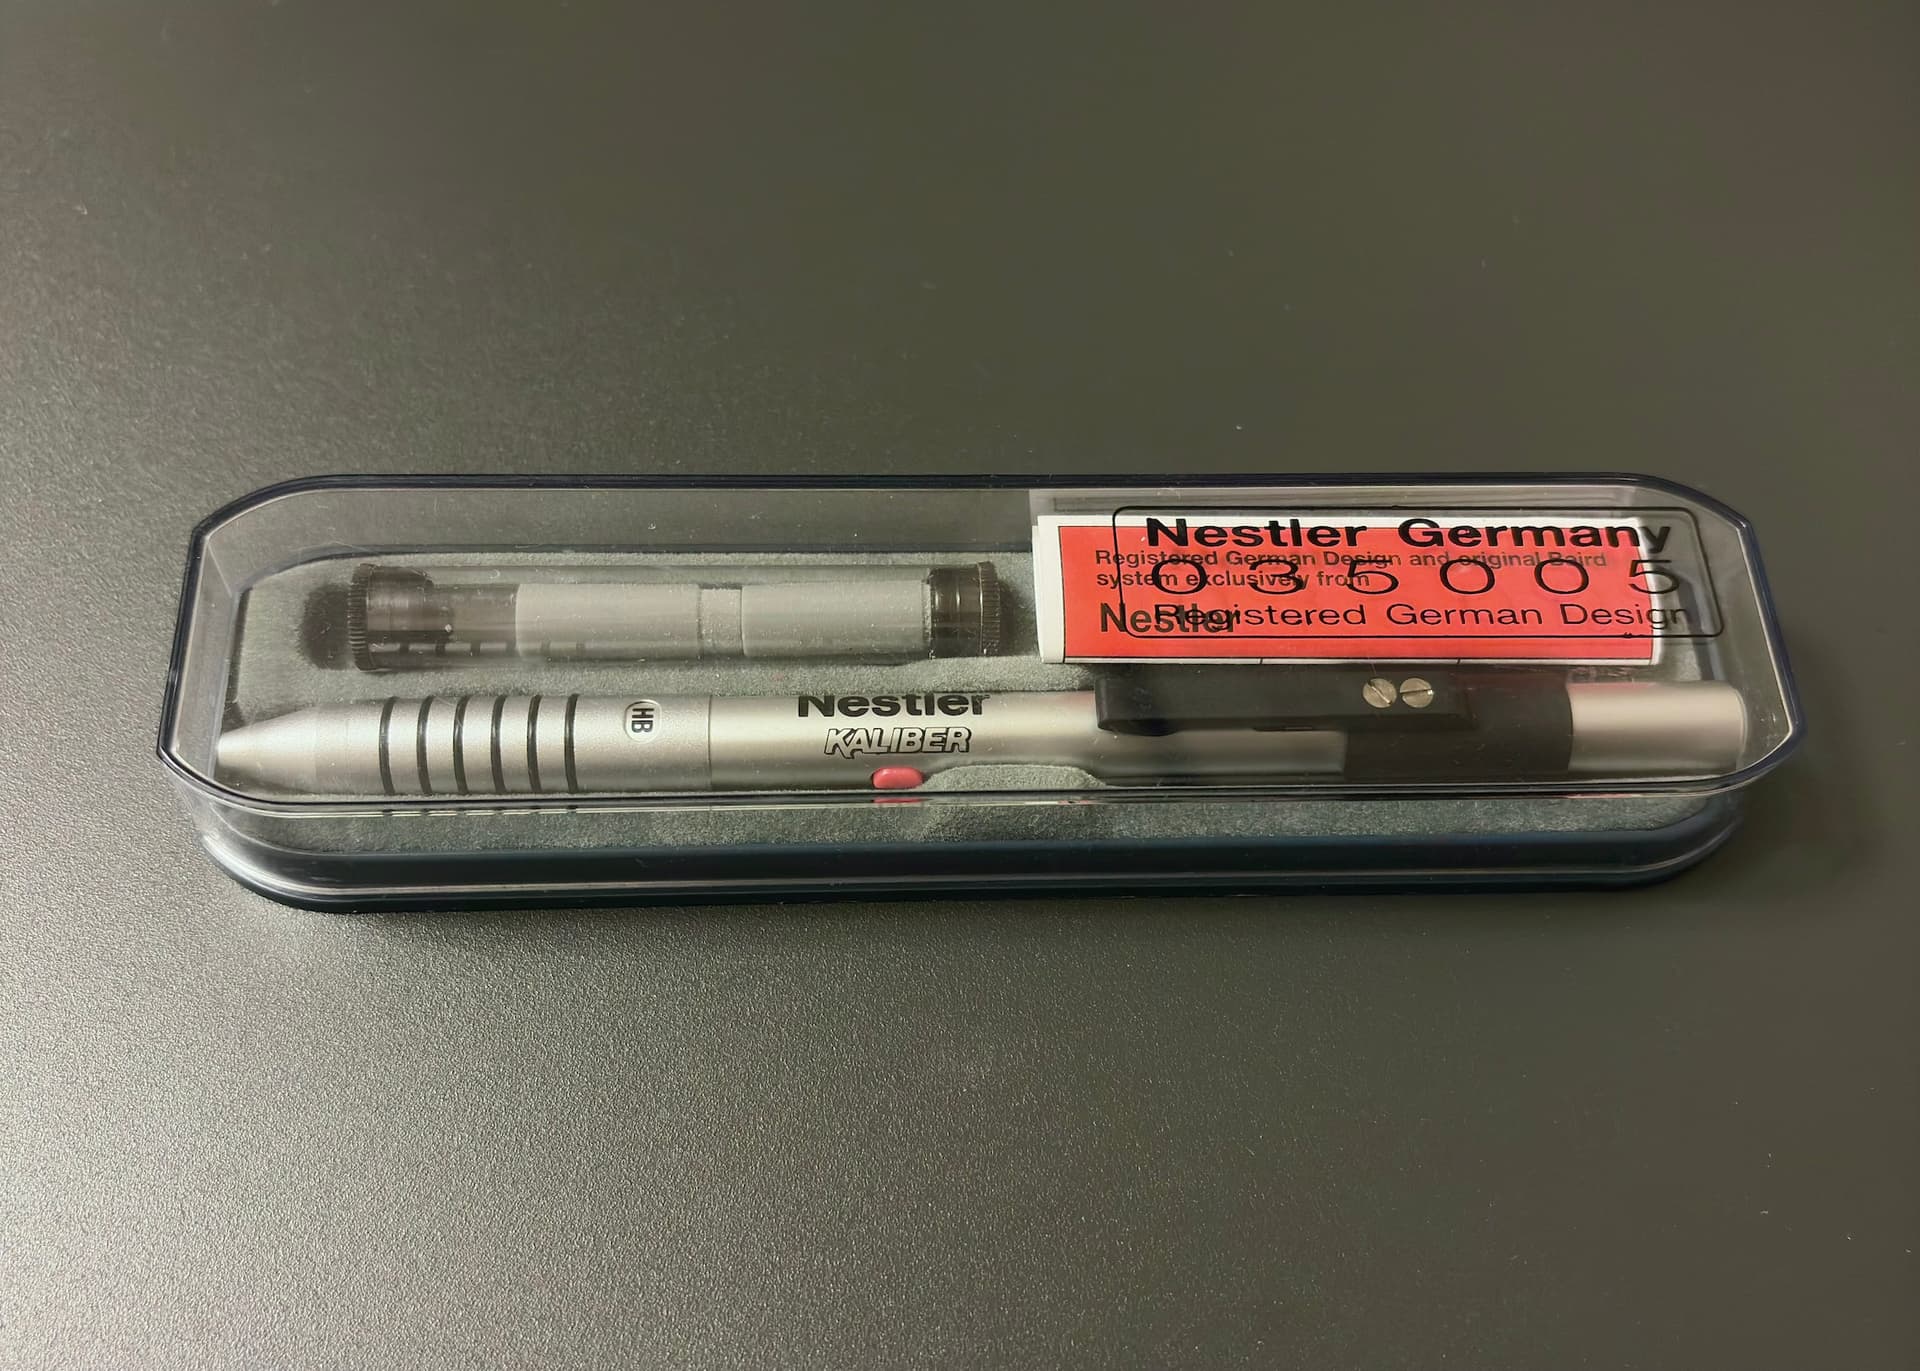 Nestler Germany
035005
Registered German Design
Registered German Design and original Baird
system exclusively from
Nestler
HB
Nestler
KALIBER